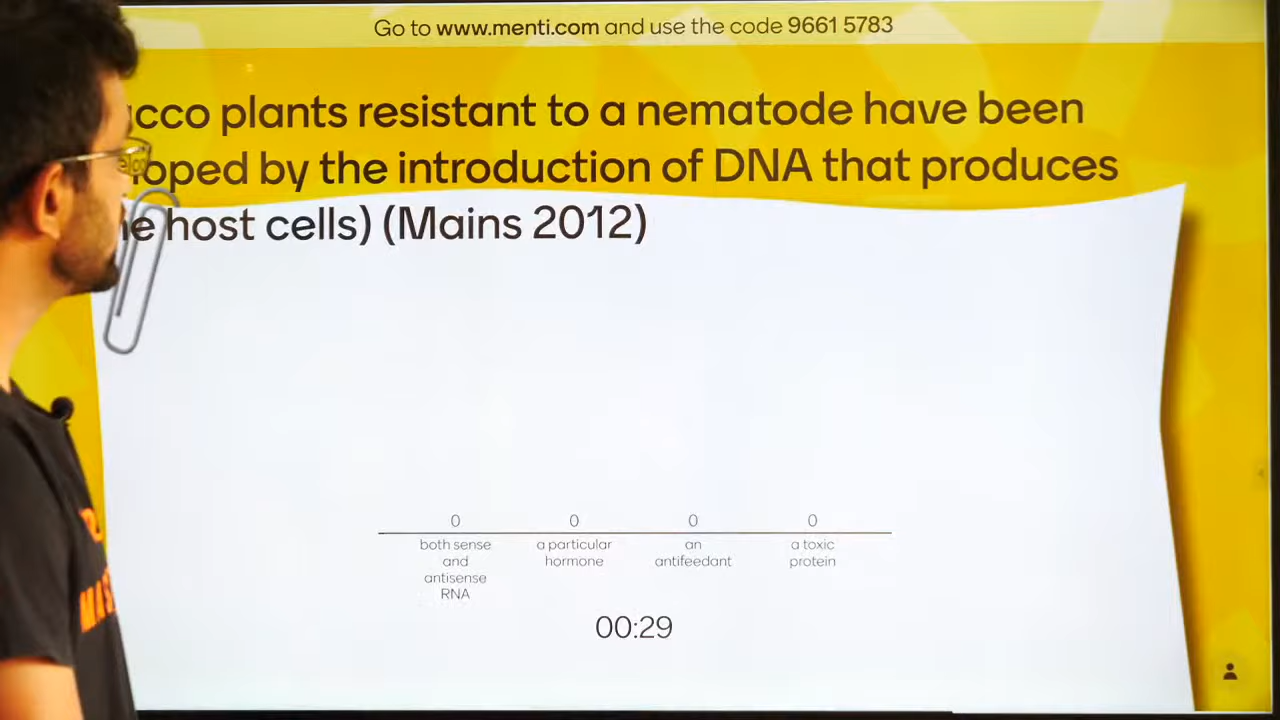 Go to www.menti.com and use the code 9661 5783
plants resistant to a nematode have been
by the introduction of DNA that produces
host cells) (Mains 2012)
0
0
0
0
both sense
and
antisense
RNA
a particular
hormone
an
antifeedant
a toxic
protein
00:29